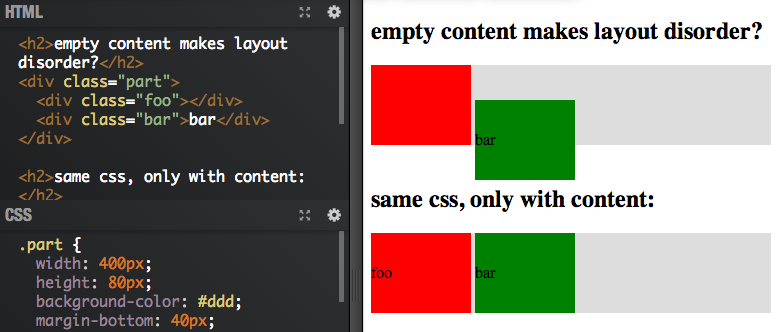 HTML
<h2>empty content makes layout
disorder?</h2>
<div class="part">
<div class="foo"></div>
<div class="bar">bar</div>
</div>
<h2>same css, only with content:
</h2>
CSS
.part {
width: 400px;
height: 80px;
background-color: #ddd;
margin-bottom: 40px;
empty content makes layout disorder?
bar
same css, only with content:
foo
bar